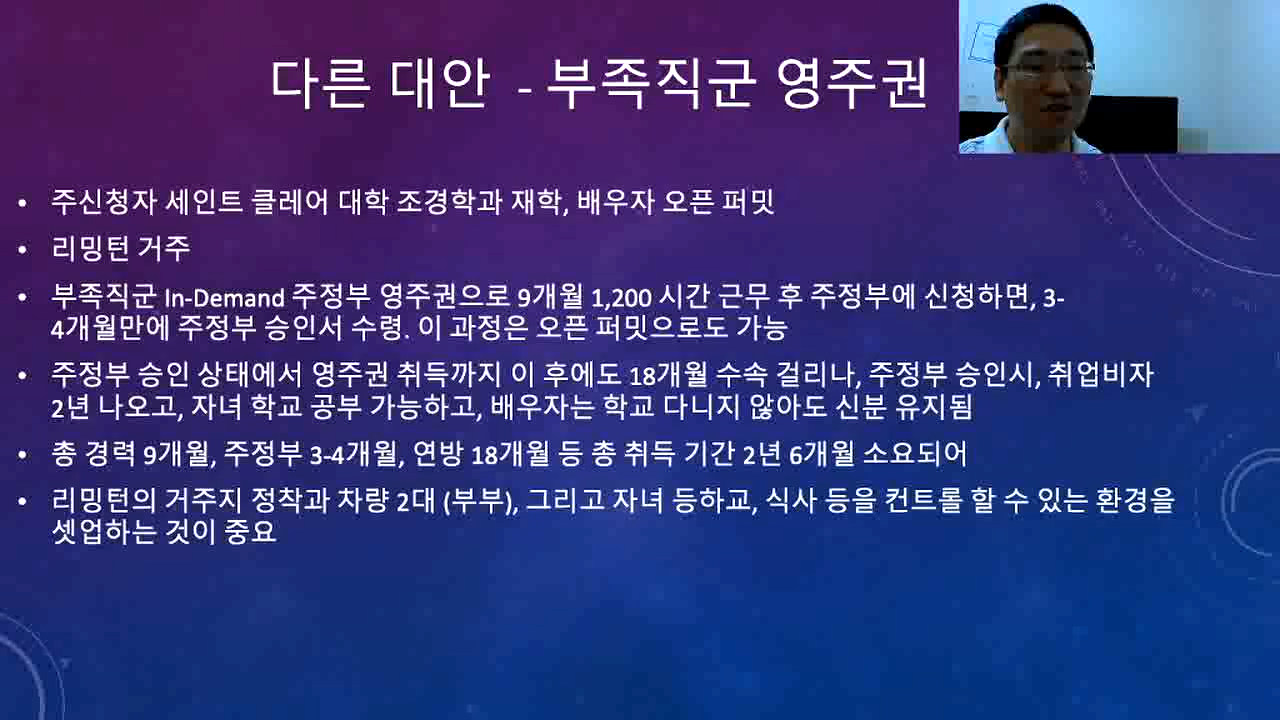 다른 대안 - 부족직군 영주권
• 주신청자 세인트 클레어 대학 조경학과 재학, 배우자 오픈 퍼밋
• 리밍턴 거주
• 부족직군 In-Demand 주정부 영주권으로 9개월 1,200 시간 근무 후 주정부에 신청하면, 3-
4개월만에 주정부 승인서 수령. 이 과정은 오픈 퍼밋으로도 가능
• 주정부 승인 상태에서 영주권 취득까지 이 후에도 18개월 수속 걸리나, 주정부 승인시, 취업비자
2년 나오고, 자녀 학교 공부 가능하고, 배우자는 학교 다니지 않아도 신분 유지됨
• 총 경력 9개월, 주정부 3-4개월, 연방 18개월 등 총 취득 기간 2년 6개월 소요되어
• 리밍턴의 거주지 정착과 차량 2대 (부부), 그리고 자녀 등하교, 식사 등을 컨트롤 할 수 있는 환경을
셋업하는 것이 중요